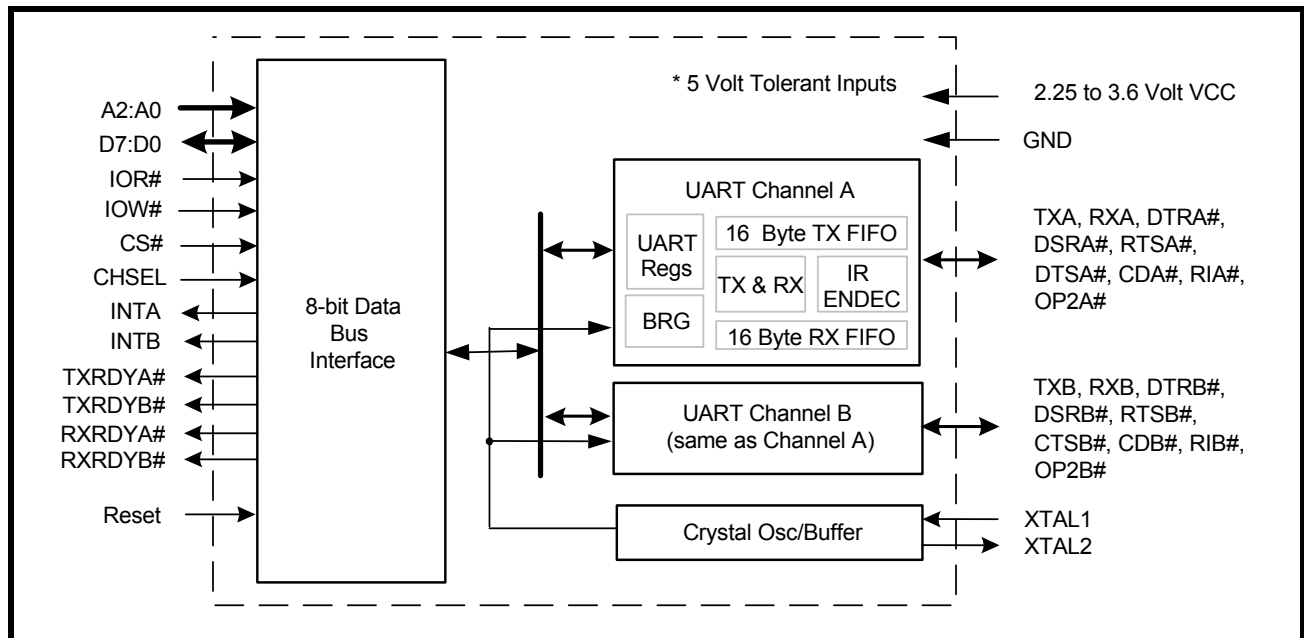 * 5 Volt Tolerant Inputs
A2:A0
D7:D0
IOR#
IOW#
CS#
CHSEL
INTA
INTB
TXRDYA#
TXRDYB#
RXRDYA#
RXRDYB#
Reset
8-bit Data
Bus
Interface
UART Channel A
UART
Regs
BRG
16 Byte TX FIFO
TX & RX
IR
ENDEC
16 Byte RX FIFO
UART Channel B
(same as Channel A)
Crystal Osc/Buffer
2.25 to 3.6 Volt VCC
GND
TXA, RXA, DTRA#,
DSRA#, RTSA#,
DTSA#, CDA#, RIA#,
OP2A#
TXB, RXB, DTRB#,
DSRB#, RTSB#,
CTSB#, CDB#, RIB#,
OP2B#
XTAL1
XTAL2